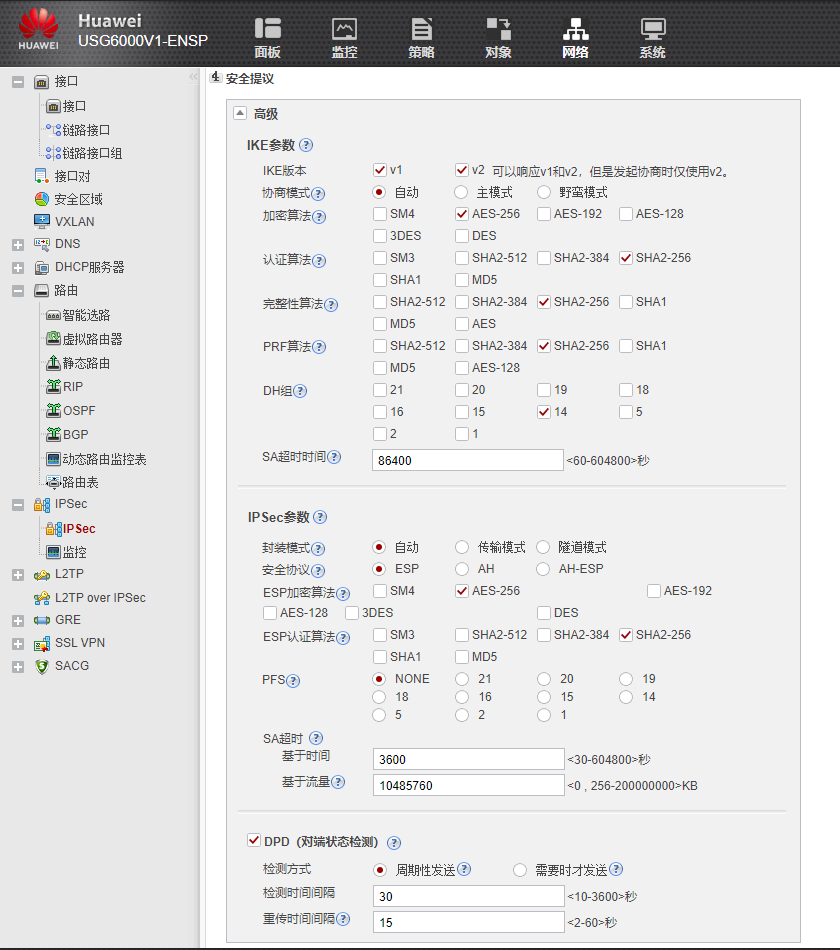 HUAWEI
Huawei
USG6000V1-ENSP
面板 监控 策略 对象 网络 系统
接口
接口
链路接口
链路接口组
接口对
安全区域
VXLAN
DNS
DHCP服务器
路由
智能选路
虚拟路由器
静态路由
RIP
OSPF
BGP
动态路由监控表
路由表
IPSec
IPSec
监控
L2TP
L2TP over IPSec
GRE
SSL VPN
SACG
4 安全提议
高级
IKE参数
IKE版本 v1 v2 可以响应v1和v2，但是发起协商时仅使用v2。
协商模式 自动 主模式 野蛮模式
加密算法 SM4 AES-256 AES-192 AES-128
3DES DES
认证算法 SM3 SHA2-512 SHA2-384 SHA2-256
SHA1 MD5
完整性算法 SHA2-512 SHA2-384 SHA2-256 SHA1
MD5 AES
PRF算法 SHA2-512 SHA2-384 SHA2-256 SHA1
MD5 AES-128
DH组 21 20 19 18
16 15 14 5
2 1
SA超时时间 86400 <60-604800>秒
IPSec参数
封装模式 自动 传输模式 隧道模式
安全协议 ESP AH AH-ESP
ESP加密算法 SM4 AES-256 AES-192
AES-128 3DES DES
ESP认证算法 SM3 SHA2-512 SHA2-384 SHA2-256
SHA1 MD5
PFS NONE 21 20 19
18 16 15 14
5 2 1
SA超时
基于时间 3600 <30-604800>秒
基于流量 10485760 <0 , 256-200000000>KB
DPD（对端状态检测）
检测方式 周期性发送 需要时才发送
检测时间间隔 30 <10-3600>秒
重传时间间隔 15 <2-60>秒